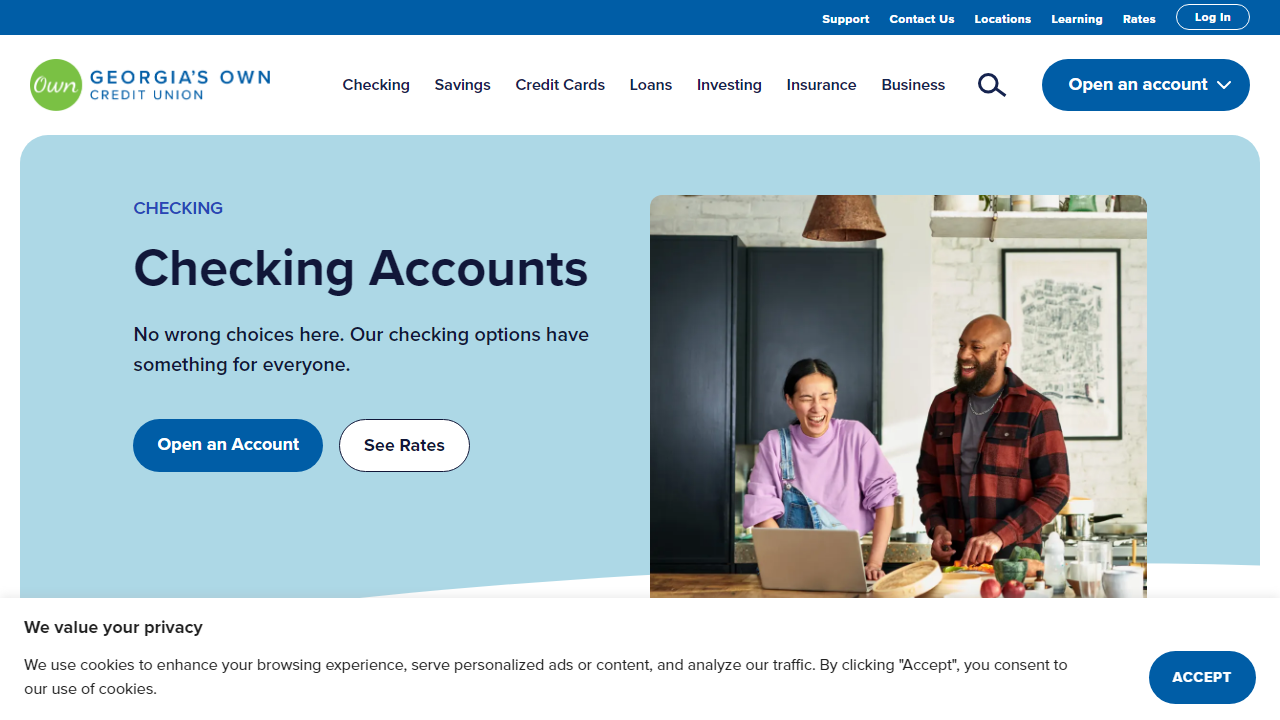 Support Contact Us Locations Learning Rates Log In
Own GEORGIA'S OWN
CREDIT UNION
Checking Savings Credit Cards Loans Investing Insurance Business Open an account
CHECKING
Checking Accounts
No wrong choices here. Our checking options have
something for everyone.
Open an Account See Rates
We value your privacy
We use cookies to enhance your browsing experience, serve personalized ads or content, and analyze our traffic. By clicking "Accept", you consent to
our use of cookies.
ACCEPT